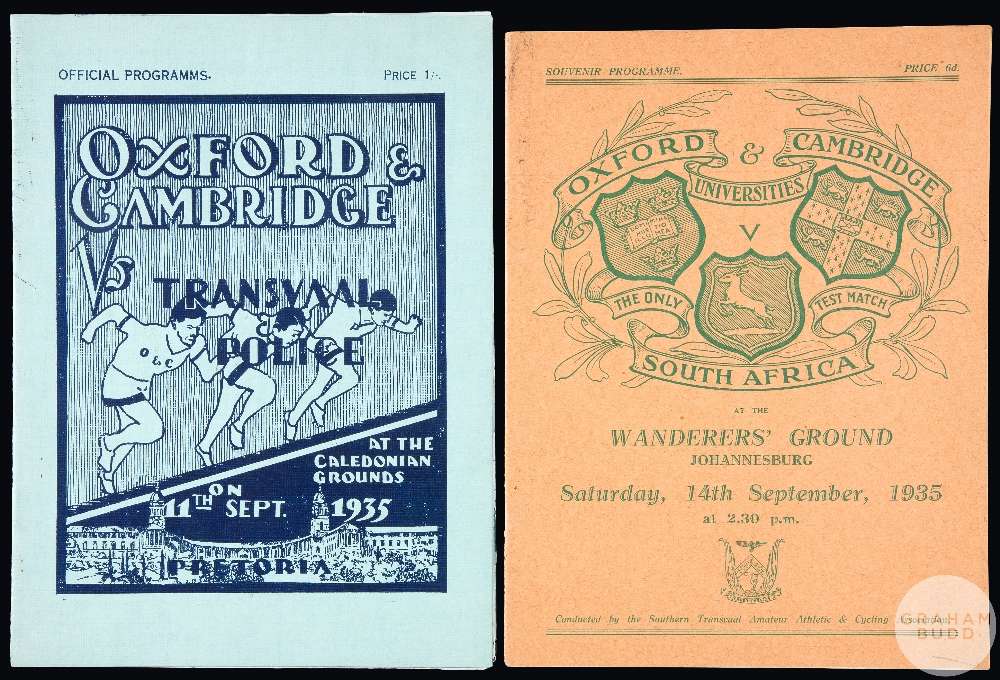 OFFICIAL PROGRAMMS. PRICE 1/-.
OXFORD &
CAMBRIDGE
VS
TRANSVAAL
&
POLICE
O & C
AT THE
CALEDONIAN
GROUNDS
ON
11TH SEPT. 1935
PRETORIA
SOUVENIR PROGRAMME. PRICE 6d.
OXFORD & CAMBRIDGE
UNIVERSITIES
V
THE ONLY TEST MATCH
SOUTH AFRICA
AT THE
WANDERERS' GROUND
JOHANNESBURG
Saturday, 14th September, 1935
at 2.30 p.m.
Conducted by the Southern Transvaal Amateur Athletic & Cycling Association.
GRAHAM
BUDD